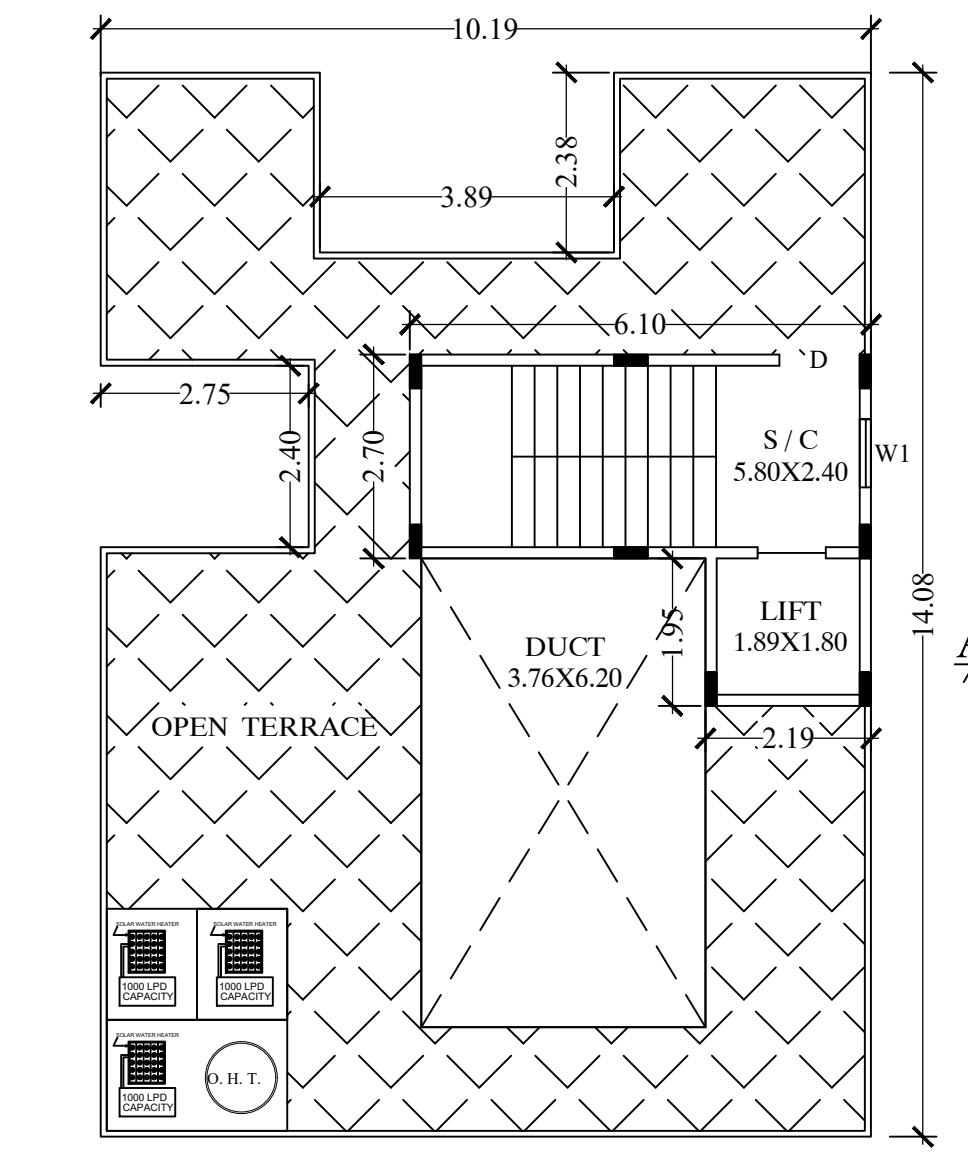 10.19
2.38
3.89
6.10
`D
2.75
2.40
2.70
S / C
5.80X2.40
W1
14.08
LIFT
1.89X1.80
1.95
DUCT
3.76X6.20
OPEN TERRACE
2.19
SOLAR WATER HEATER
1000 LPD
CAPACITY
SOLAR WATER HEATER
1000 LPD
CAPACITY
SOLAR WATER HEATER
1000 LPD
CAPACITY
O. H. T.